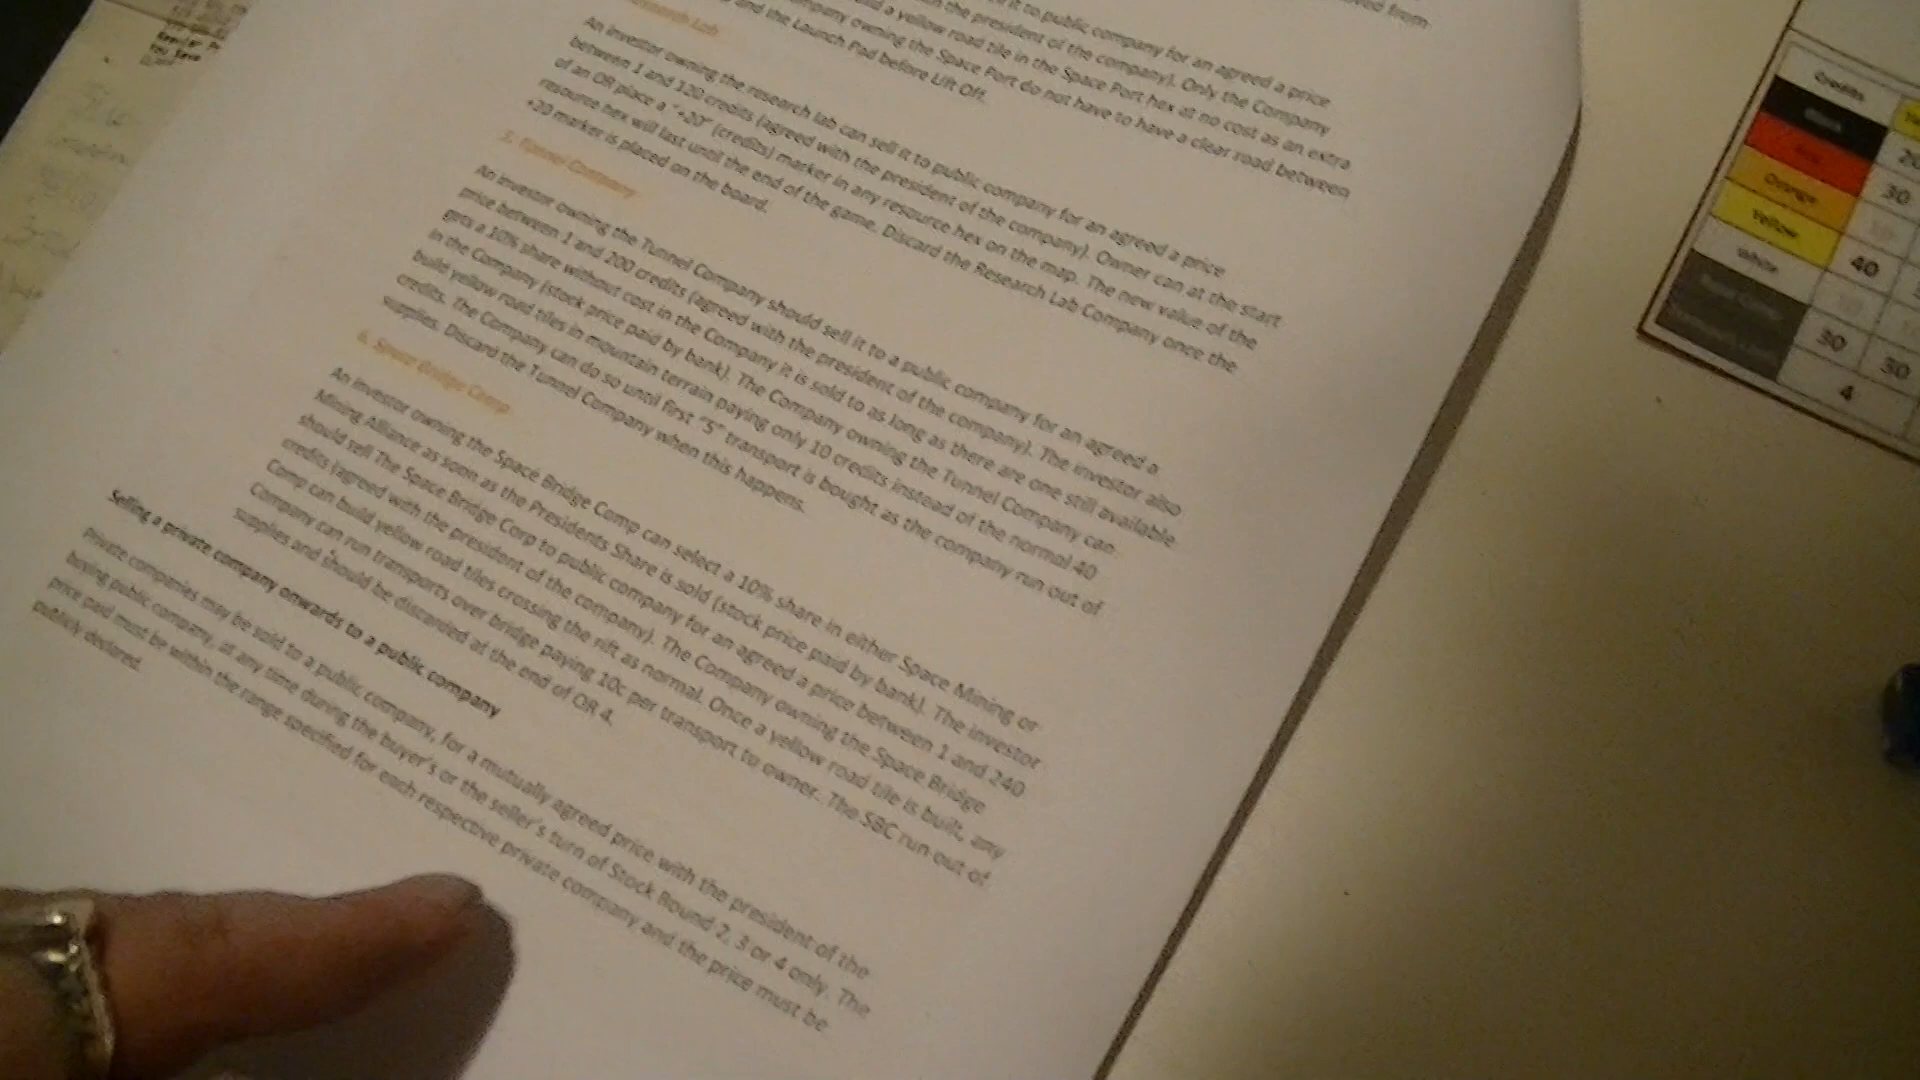 it to public company for an agreed a price
the president of the company). Only the Company
and a yellow road tile in the Space Port hex at no cost as an extra
company owning the Space Port do not have to have a clear road between
and the Launch Pad before Lift Off.
Research Lab
An investor owning the research lab can sell it to public company for an agreed a price
between 1 and 120 credits (agreed with the president of the company). Owner can at the start
of an OR place a "+20" (credits) marker in any resource hex on the map. The new value of the
resource hex will last until the end of the game. Discard the Research Lab Company once the
+20 marker is placed on the board.
5. Tunnel Company
An investor owning the Tunnel Company should sell it to a public company for an agreed a
price between 1 and 200 credits (agreed with the president of the company). The investor also
gets a 10% share without cost in the Company it is sold to as long as there are one still available
in the Company (stock price paid by bank). The Company owning the Tunnel Company can
build yellow road tiles in mountain terrain paying only 10 credits instead of the normal 40
credits. The Company can do so until first "5" transport is bought as the company run out of
supplies. Discard the Tunnel Company when this happens.
6. Space Bridge Comp
An investor owning the Space Bridge Comp can select a 10% share in either Space Mining or
Mining Alliance as soon as the Presidents Share is sold (stock price paid by bank). The investor
should sell The Space Bridge Corp to public company for an agreed a price between 1 and 240
credits (agreed with the president of the company). The Company owning the Space Bridge
Comp can build yellow road tiles crossing the rift as normal. Once a yellow road tile is built, any
Company can run transports over bridge paying 10c per transport to owner. The SBC run out of
supplies and should be discarded at the end of OR 4.
Selling a private company onwards to a public company
Private companies may be sold to a public company, for a mutually agreed price with the president of the
buying public company, at any time during the buyer's or the seller's turn of Stock Round 2, 3 or 4 only. The
price paid must be within the range specified for each respective private company and the price must be
publicly declared.
Credits
Black
30
Orange
Yellow
40
White
30
30
4